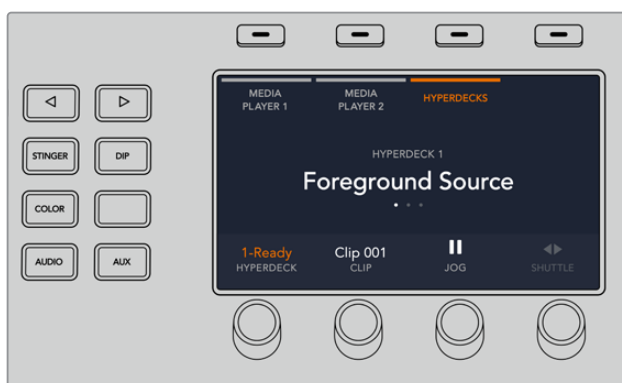 MEDIA
PLAYER 1
MEDIA
PLAYER 2
HYPERDECKS
STINGER
DIP
HYPERDECK 1
Foreground Source
COLOR
AUDIO
AUX
1-Ready
HYPERDECK
Clip 001
CLIP
JOG
SHUTTLE